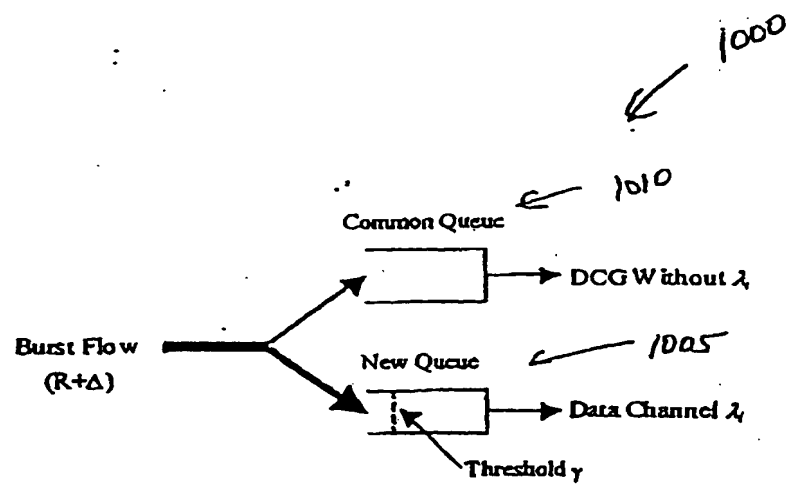 1000
1010
Common Queue
DCG Without λᵢ
Burst Flow
(R+Δ)
New Queue
1005
Data Channel λᵢ
Threshold γ